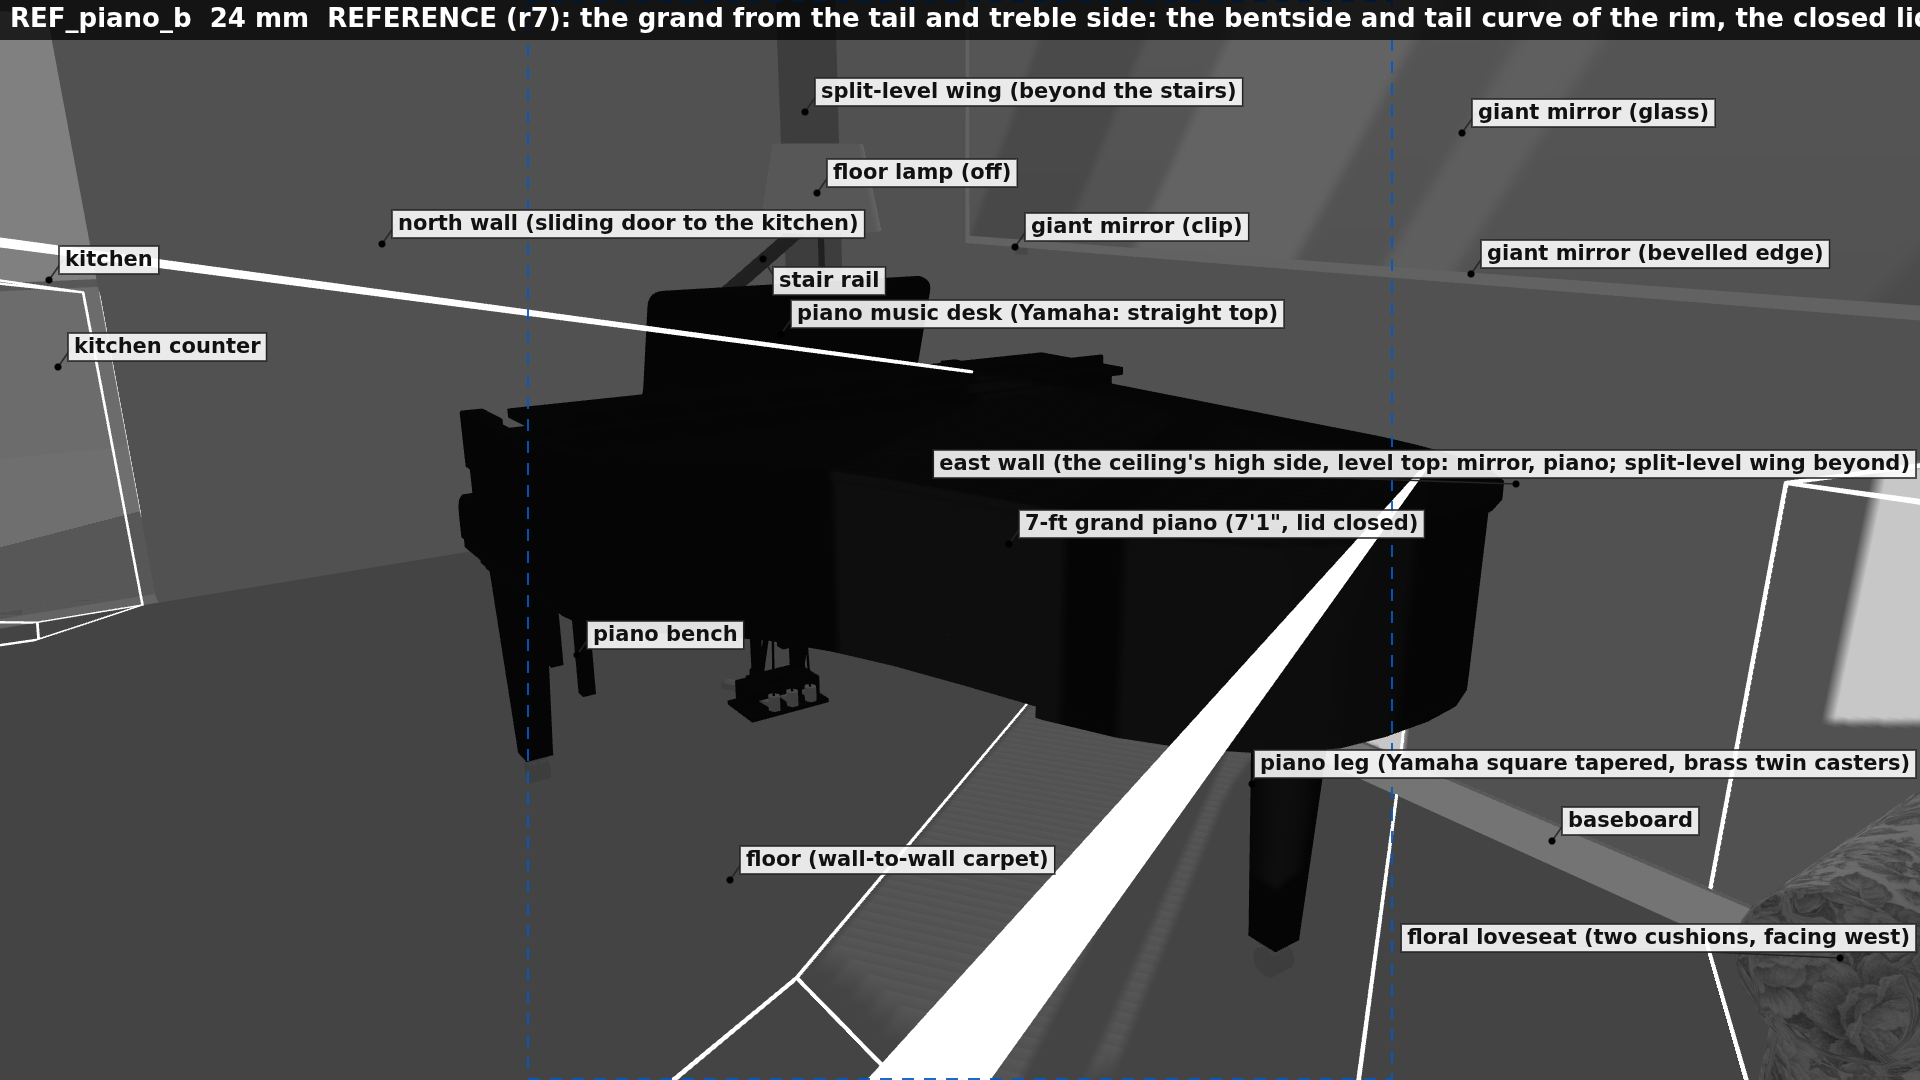 REF_piano_b 24 mm REFERENCE (r7): the grand from the tail and treble side: the bentside and tail curve of the rim, the closed
split-level wing (beyond the stairs)
giant mirror (glass)
floor lamp (off)
north wall (sliding door to the kitchen)
giant mirror (clip)
kitchen
giant mirror (bevelled edge)
stair rail
piano music desk (Yamaha: straight top)
kitchen counter
east wall (the ceiling's high side, level top: mirror, piano; split-level wing beyond)
7-ft grand piano (7'1", lid closed)
piano bench
piano leg (Yamaha square tapered, brass twin casters)
baseboard
floor (wall-to-wall carpet)
floral loveseat (two cushions, facing west)